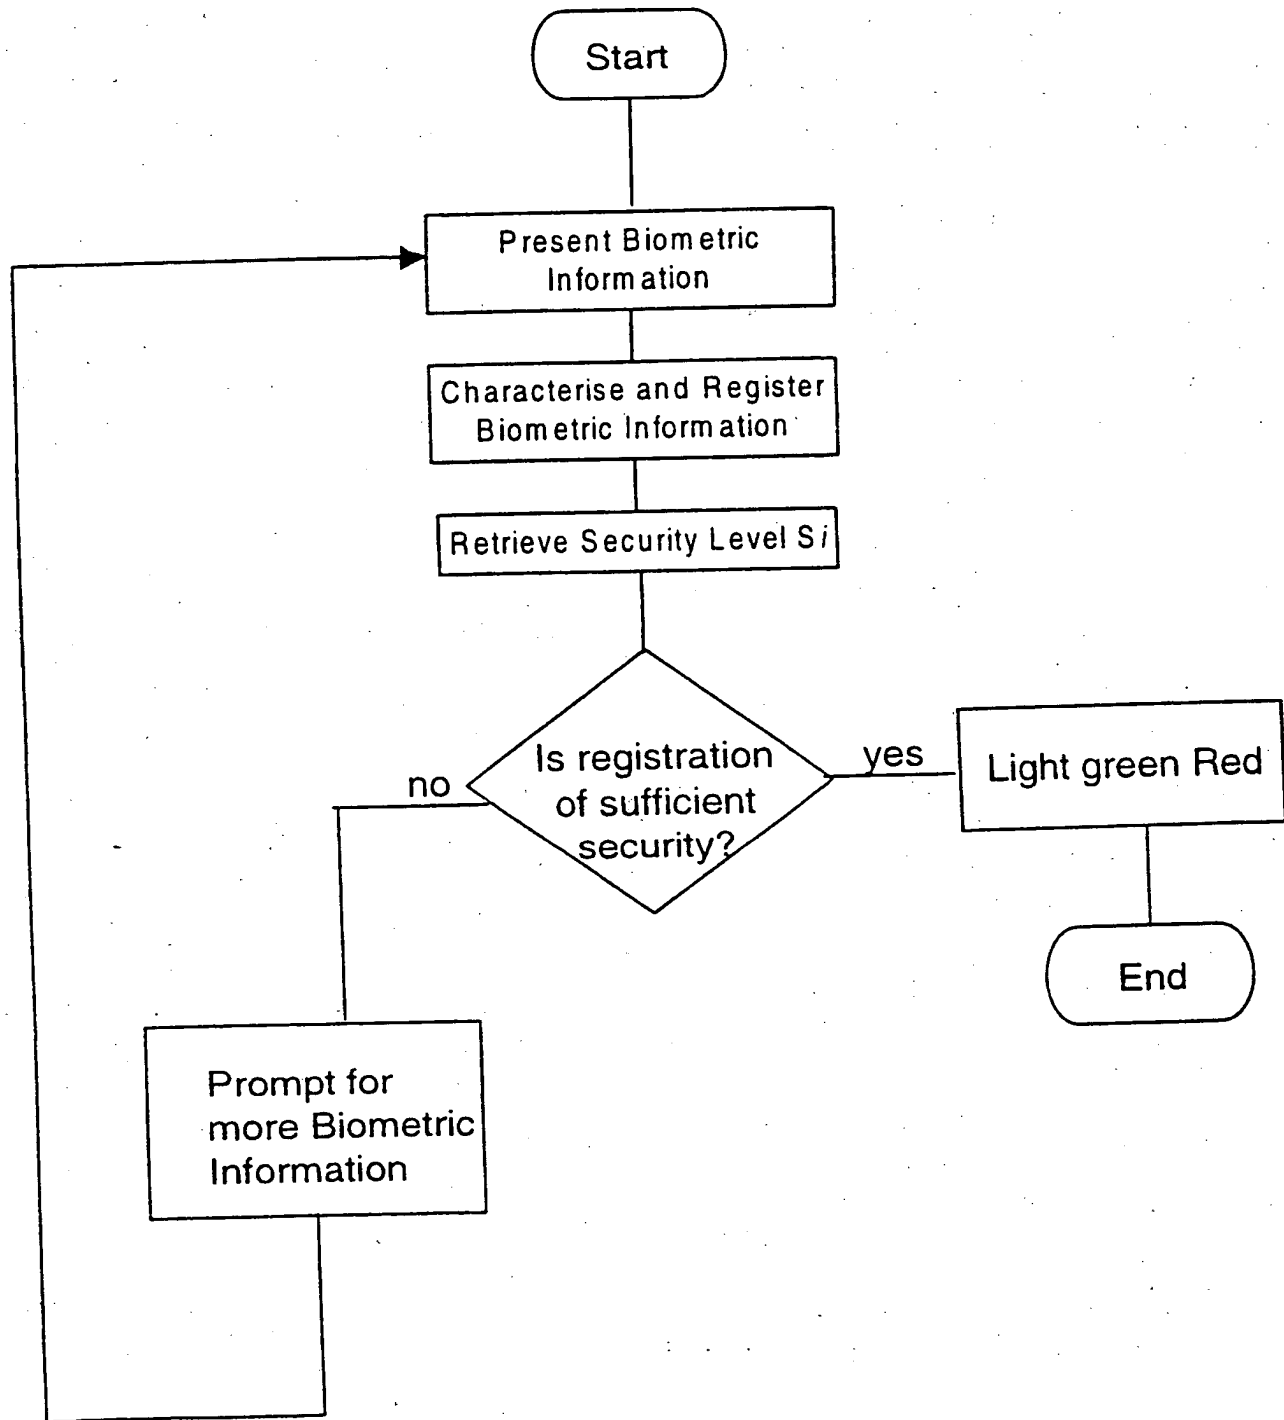 Start
Present Biometric
Information
Characterise and Register
Biometric Information
Retrieve Security Level Si
Is registration
of sufficient
security?
no
yes
Light green Red
End
Prompt for
more Biometric
Information